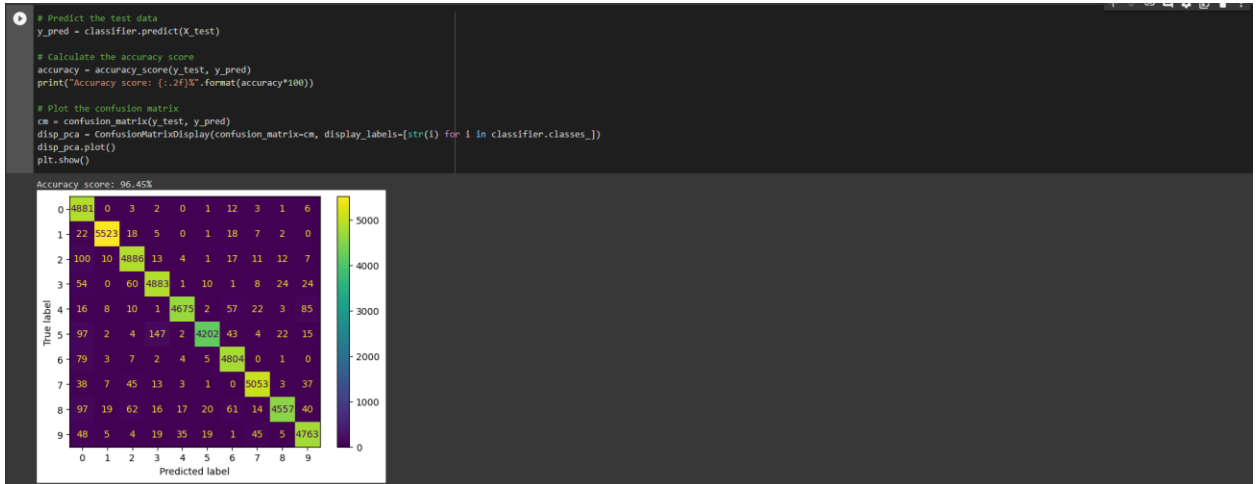 # Predict the test data
y_pred = classifier.predict(X_test)
# Calculate the accuracy score
accuracy = accuracy_score(y_test, y_pred)
print("Accuracy score: {:.2f}%".format(accuracy*100))
# Plot the confusion matrix
cm = confusion_matrix(y_test, y_pred)
disp_pca = ConfusionMatrixDisplay(confusion_matrix=cm, display_labels=[str(i) for i in classifier.classes_])
disp_pca.plot()
plt.show()
Accuracy score: 96.45%
True label
0 4881 0 3 2 0 1 12 3 1 6
1 22 5523 18 5 0 1 18 7 2 0
2 100 10 4886 13 4 1 17 11 12 7
3 54 0 60 4883 1 10 1 8 24 24
4 16 8 10 1 4675 2 57 22 3 85
5 97 2 4 147 2 4202 43 4 22 15
6 79 3 7 2 4 5 4804 0 1 0
7 38 7 45 13 3 1 0 5053 3 37
8 97 19 62 16 17 20 61 14 4557 40
9 48 5 4 19 35 19 1 45 5 4763
0 1 2 3 4 5 6 7 8 9
Predicted label
5000
4000
3000
2000
1000
0